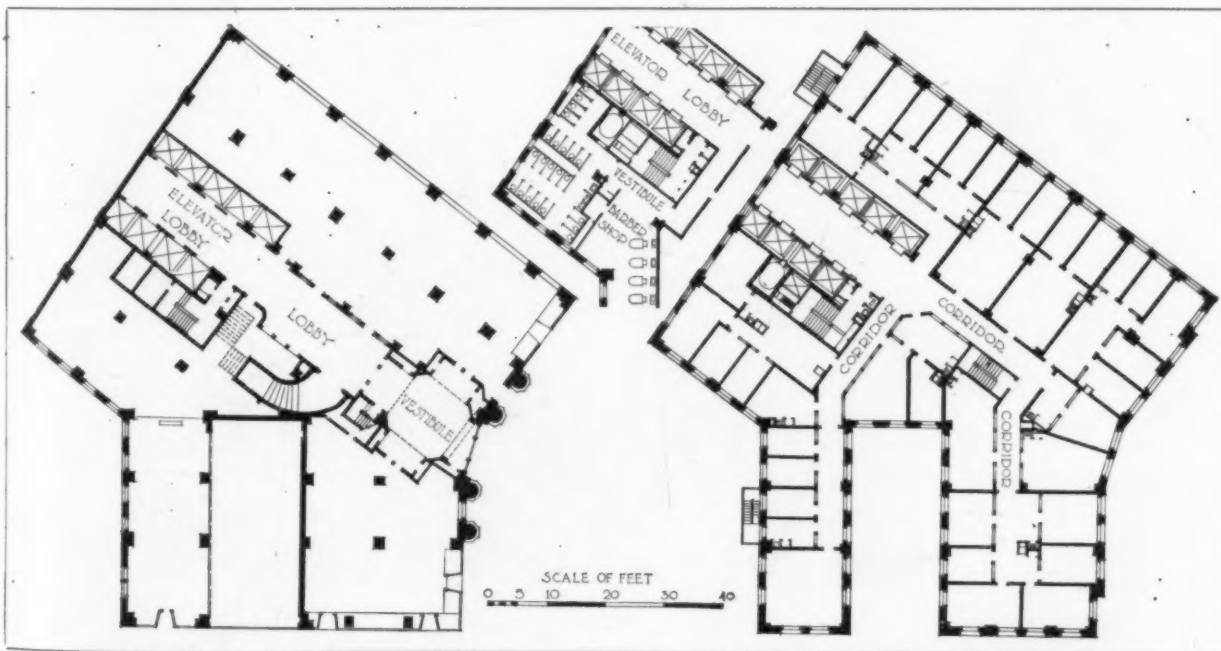 ELEVATOR
LOBBY
LOBBY
VESTIBULE
ELEVATOR
LOBBY
VESTIBULE
BARBER
SHOP
CORRIDOR
CORRIDOR
CORRIDOR
SCALE OF FEET
0 5 10 20 30 40